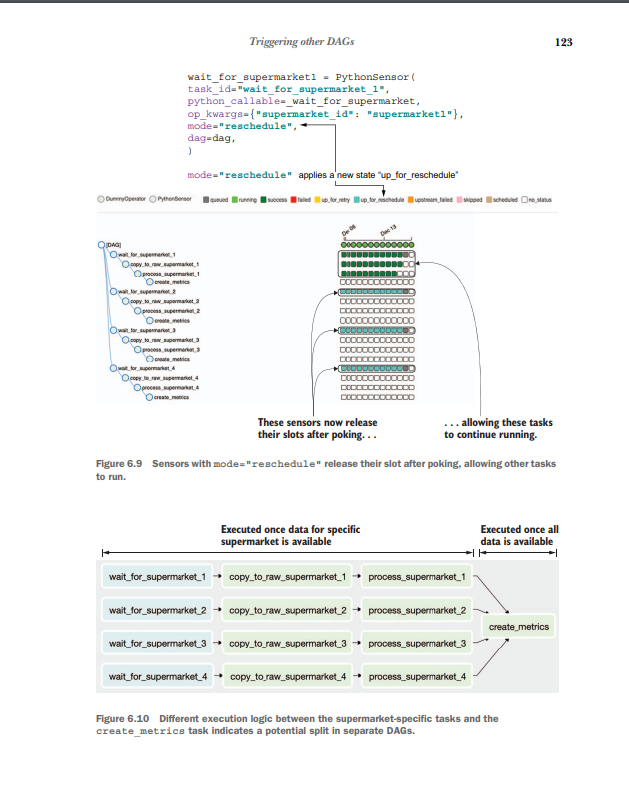 Triggering other DAGs
123
wait_for_supermarket1 = PythonSensor(
task_id="wait_for_supermarket_1",
python_callable=_wait_for_supermarket,
op_kwargs={"supermarket_id": "supermarket1"},
mode="reschedule",
dag=dag,
)
mode="reschedule" applies a new state “up_for_reschedule”
DummyOperator PythonSensor queued running success failed up_for_retry up_for_reschedule upstream_failed skipped scheduled no_status
Dec 13
[DAG]
wait_for_supermarket_1
copy_to_raw_supermarket_1
process_supermarket_1
create_metrics
wait_for_supermarket_2
copy_to_raw_supermarket_2
process_supermarket_2
create_metrics
wait_for_supermarket_3
copy_to_raw_supermarket_3
process_supermarket_3
create_metrics
wait_for_supermarket_4
copy_to_raw_supermarket_4
process_supermarket_4
create_metrics
These sensors now release
their slots after poking. . .
. . . allowing these tasks
to continue running.
Figure 6.9 Sensors with mode="reschedule" release their slot after poking, allowing other tasks
to run.
Executed once data for specific
supermarket is available
Executed once all
data is available
wait_for_supermarket_1 copy_to_raw_supermarket_1 process_supermarket_1
wait_for_supermarket_2 copy_to_raw_supermarket_2 process_supermarket_2
create_metrics
wait_for_supermarket_3 copy_to_raw_supermarket_3 process_supermarket_3
wait_for_supermarket_4 copy_to_raw_supermarket_4 process_supermarket_4
Figure 6.10 Different execution logic between the supermarket-specific tasks and the
create_metrics task indicates a potential split in separate DAGs.